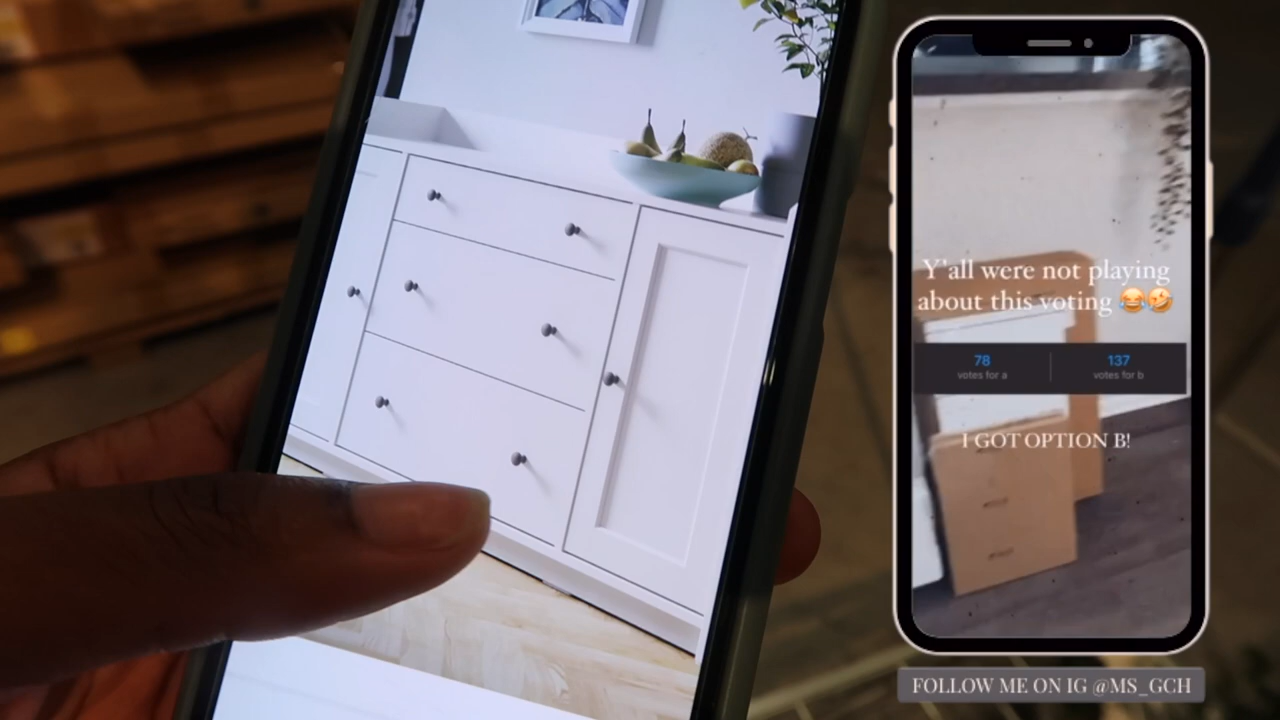 Y'all were not playing
about this voting 😂🤣
78 137
votes for a votes for b
I GOT OPTION B!
FOLLOW ME ON IG @MS_GCH